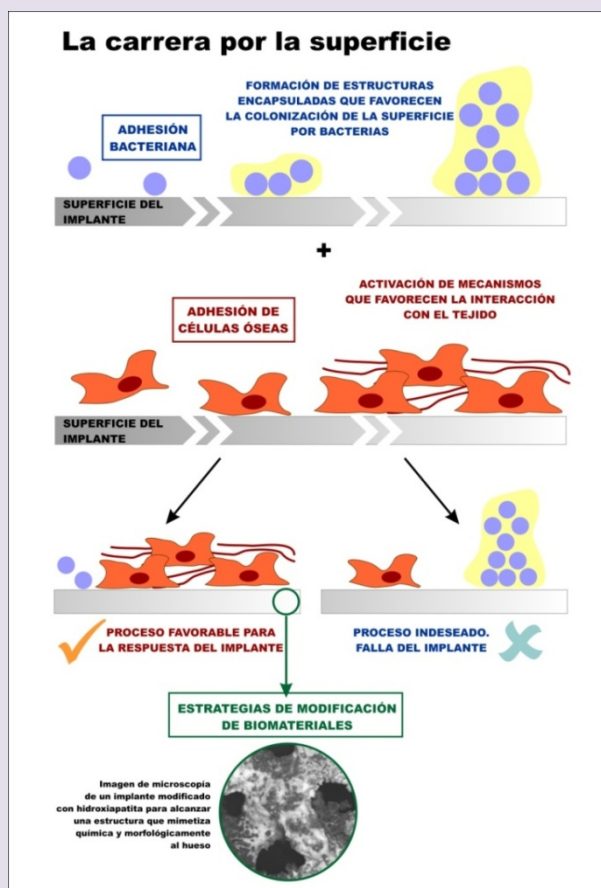 La carrera por la superficie
FORMACIÓN DE ESTRUCTURAS
ENCAPSULADAS QUE FAVORECEN
LA COLONIZACIÓN DE LA SUPERFICIE
POR BACTERIAS
ADHESIÓN
BACTERIANA
SUPERFICIE DEL
IMPLANTE
+
ACTIVACIÓN DE MECANISMOS
QUE FAVORECEN LA INTERACCIÓN
CON EL TEJIDO
ADHESIÓN DE
CÉLULAS ÓSEAS
SUPERFICIE DEL
IMPLANTE
PROCESO FAVORABLE PARA
LA RESPUESTA DEL IMPLANTE
PROCESO INDESEADO.
FALLA DEL IMPLANTE
ESTRATEGIAS DE MODIFICACIÓN
DE BIOMATERIALES
Imagen de microscopía
de un implante modificado
con hidroxiapatita para alcanzar
una estructura que mimetiza
química y morfológicamente
al hueso